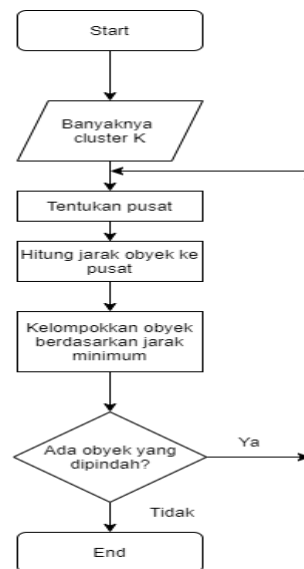 Start
Banyaknya
cluster K
Tentukan pusat
Hitung jarak obyek ke
pusat
Kelompokkan obyek
berdasarkan jarak
minimum
Ada obyek yang
dipindah?
Ya
Tidak
End